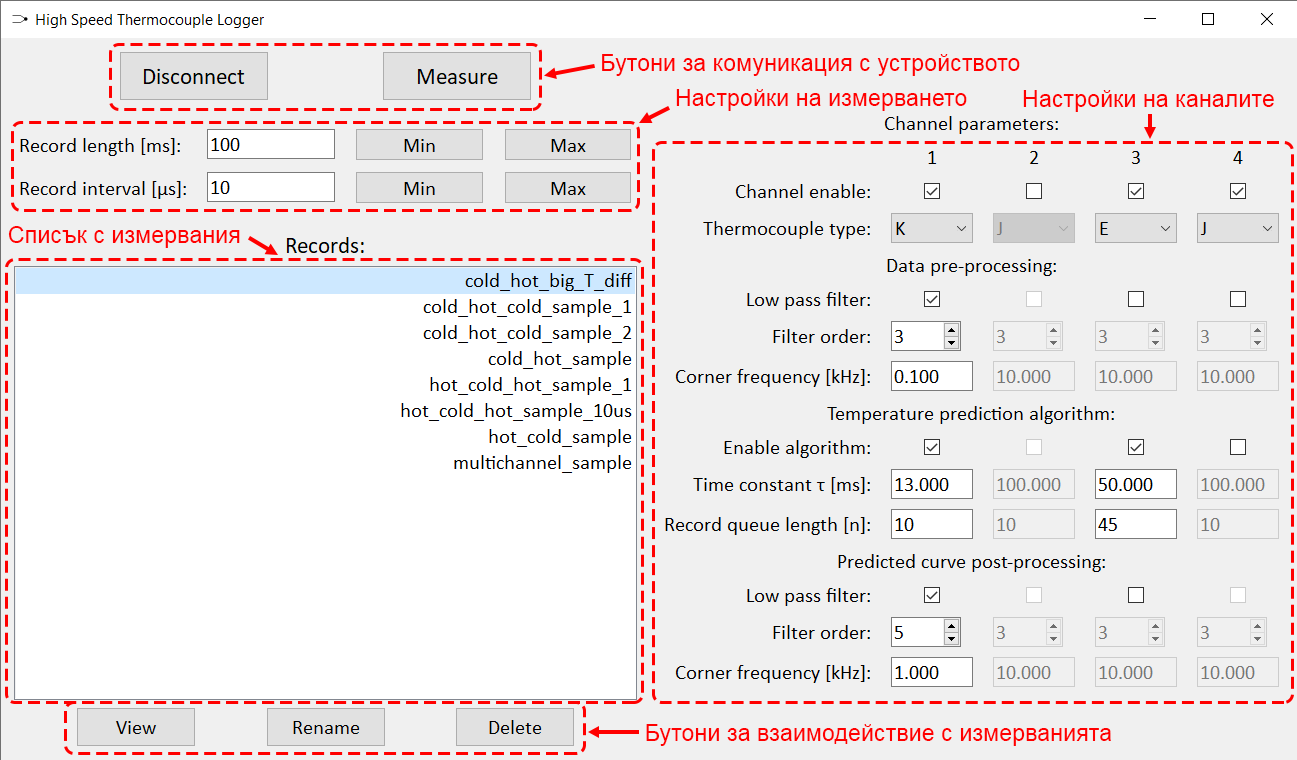 High Speed Thermocouple Logger
Disconnect Measure
Бутони за комуникация с устройството
Настройки на измерването
Настройки на каналите
Record length [ms]: 100 Min Max
Record interval [µs]: 10 Min Max
Списък с измервания
Records:
cold_hot_big_T_diff
cold_hot_cold_sample_1
cold_hot_cold_sample_2
cold_hot_sample
hot_cold_hot_sample_1
hot_cold_hot_sample_10us
hot_cold_sample
multichannel_sample
View Rename Delete
Бутони за взаимодействие с измерванията
Channel parameters:
1 2 3 4
Channel enable:
Thermocouple type: K J E J
Data pre-processing:
Low pass filter:
Filter order: 3 3 3 3
Corner frequency [kHz]: 0.100 10.000 10.000 10.000
Temperature prediction algorithm:
Enable algorithm:
Time constant τ [ms]: 13.000 100.000 50.000 100.000
Record queue length [n]: 10 10 45 10
Predicted curve post-processing:
Low pass filter:
Filter order: 5 3 3 3
Corner frequency [kHz]: 1.000 10.000 10.000 10.000